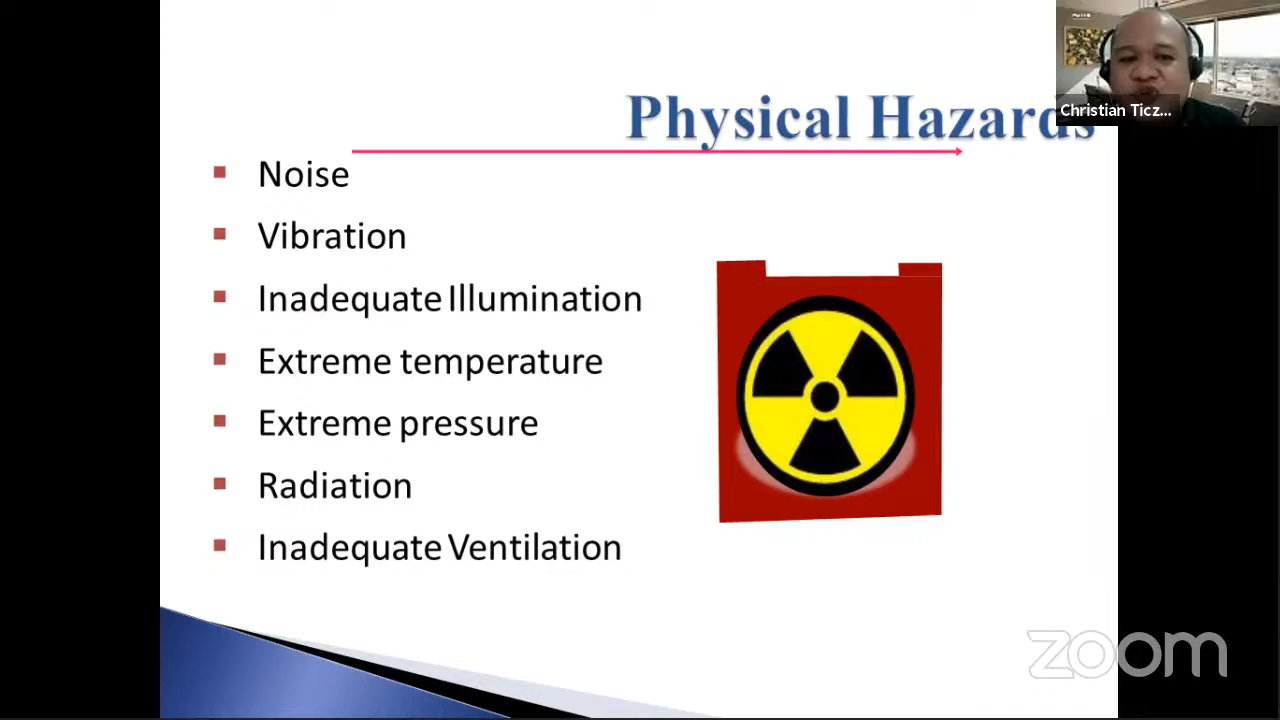 Physical Hazards
Christian Ticz...
Noise
Vibration
Inadequate Illumination
Extreme temperature
Extreme pressure
Radiation
Inadequate Ventilation
zoom